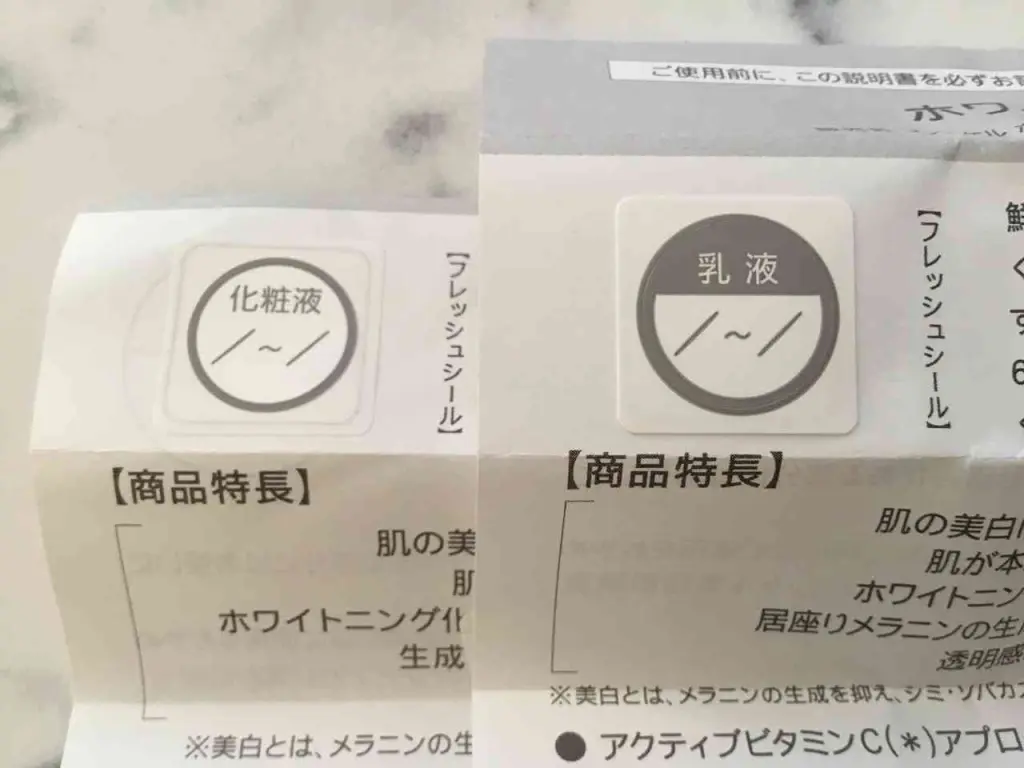 化粧液
／～／
【フレッシュシール】
【商品特長】
肌の美
肌
ホワイトニング化
生成
※美白とは、メラニンの生
ご使用前に、この説明書を必ずお
ホワ
乳液
／～／
【フレッシュシール】
く
す
6
【商品特長】
肌の美白
肌が本
ホワイトニン
居座りメラニンの生
透明感
※美白とは、メラニンの生成を抑え、シミ・ソバカス
● アクティブビタミンC(*)アプロ